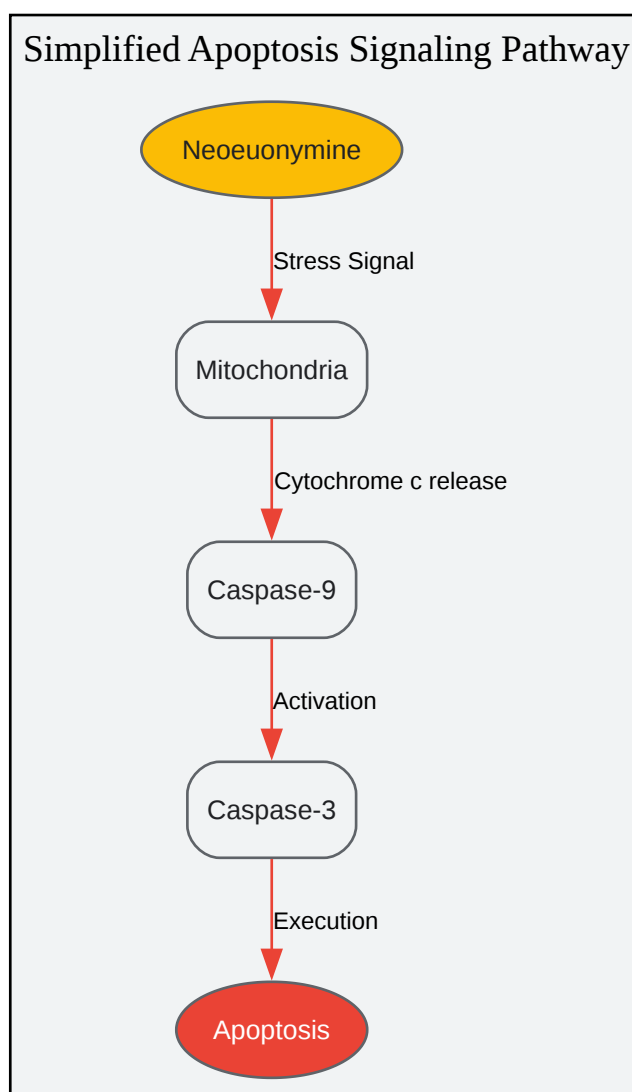 Simplified Apoptosis Signaling Pathway
Neoeuonymine
Stress Signal
Mitochondria
Cytochrome c release
Caspase-9
Activation
Caspase-3
Execution
Apoptosis